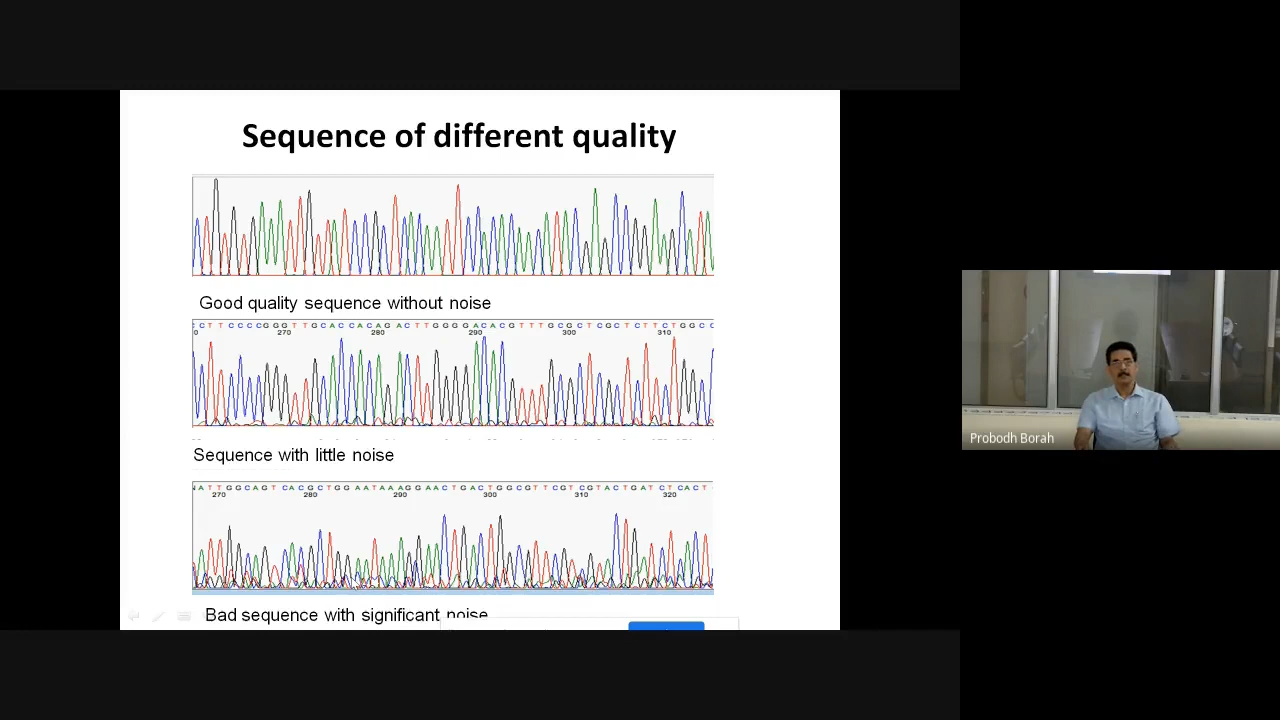 Sequence of different quality
Good quality sequence without noise
C T T C C C C G G G T T G C A C C A C A G A C T T G G G G A C A C G T T T G C G C T C G C T C T T C T G G C
270 280 290 300 310
Sequence with little noise
A T T G G C A G T C A C G C T G G A A T A A A G G A A C T G A C T G G C G T T C G T C G T A C T G A T C T C A C T
270 280 290 300 310 320
Bad sequence with significant noise
Probodh Borah